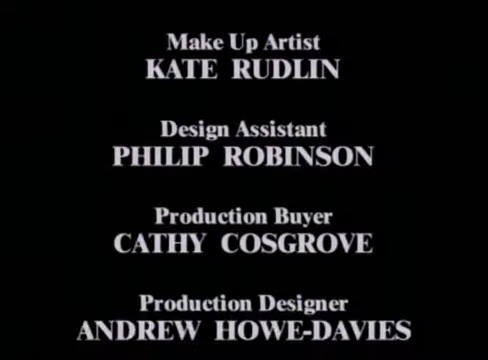 Make Up Artist
KATE RUDLIN
Design Assistant
PHILIP ROBINSON
Production Buyer
CATHY COSGROVE
Production Designer
ANDREW HOWE-DAVIES